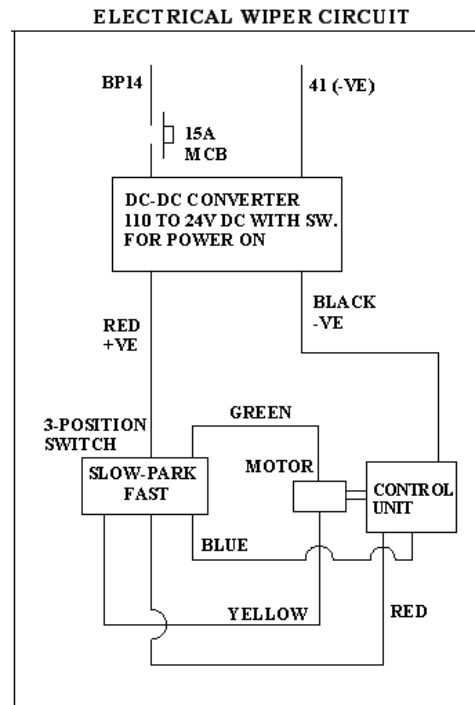 ELECTRICAL WIPER CIRCUIT
BP14
41 (-VE)
15A
MCB
DC-DC CONVERTER
110 TO 24V DC WITH SW.
FOR POWER ON
RED
+VE
BLACK
-VE
GREEN
3-POSITION
SWITCH
SLOW-PARK
FAST
MOTOR
CONTROL
UNIT
BLUE
YELLOW
RED